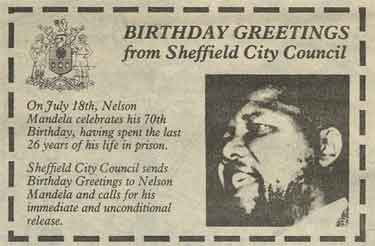 BIRTHDAY GREETINGS
from Sheffield City Council
On July 18th, Nelson
Mandela celebrates his 70th
Birthday, having spent the last
26 years of his life in prison.
Sheffield City Council sends
Birthday Greetings to Nelson
Mandela and calls for his
immediate and unconditional
release.